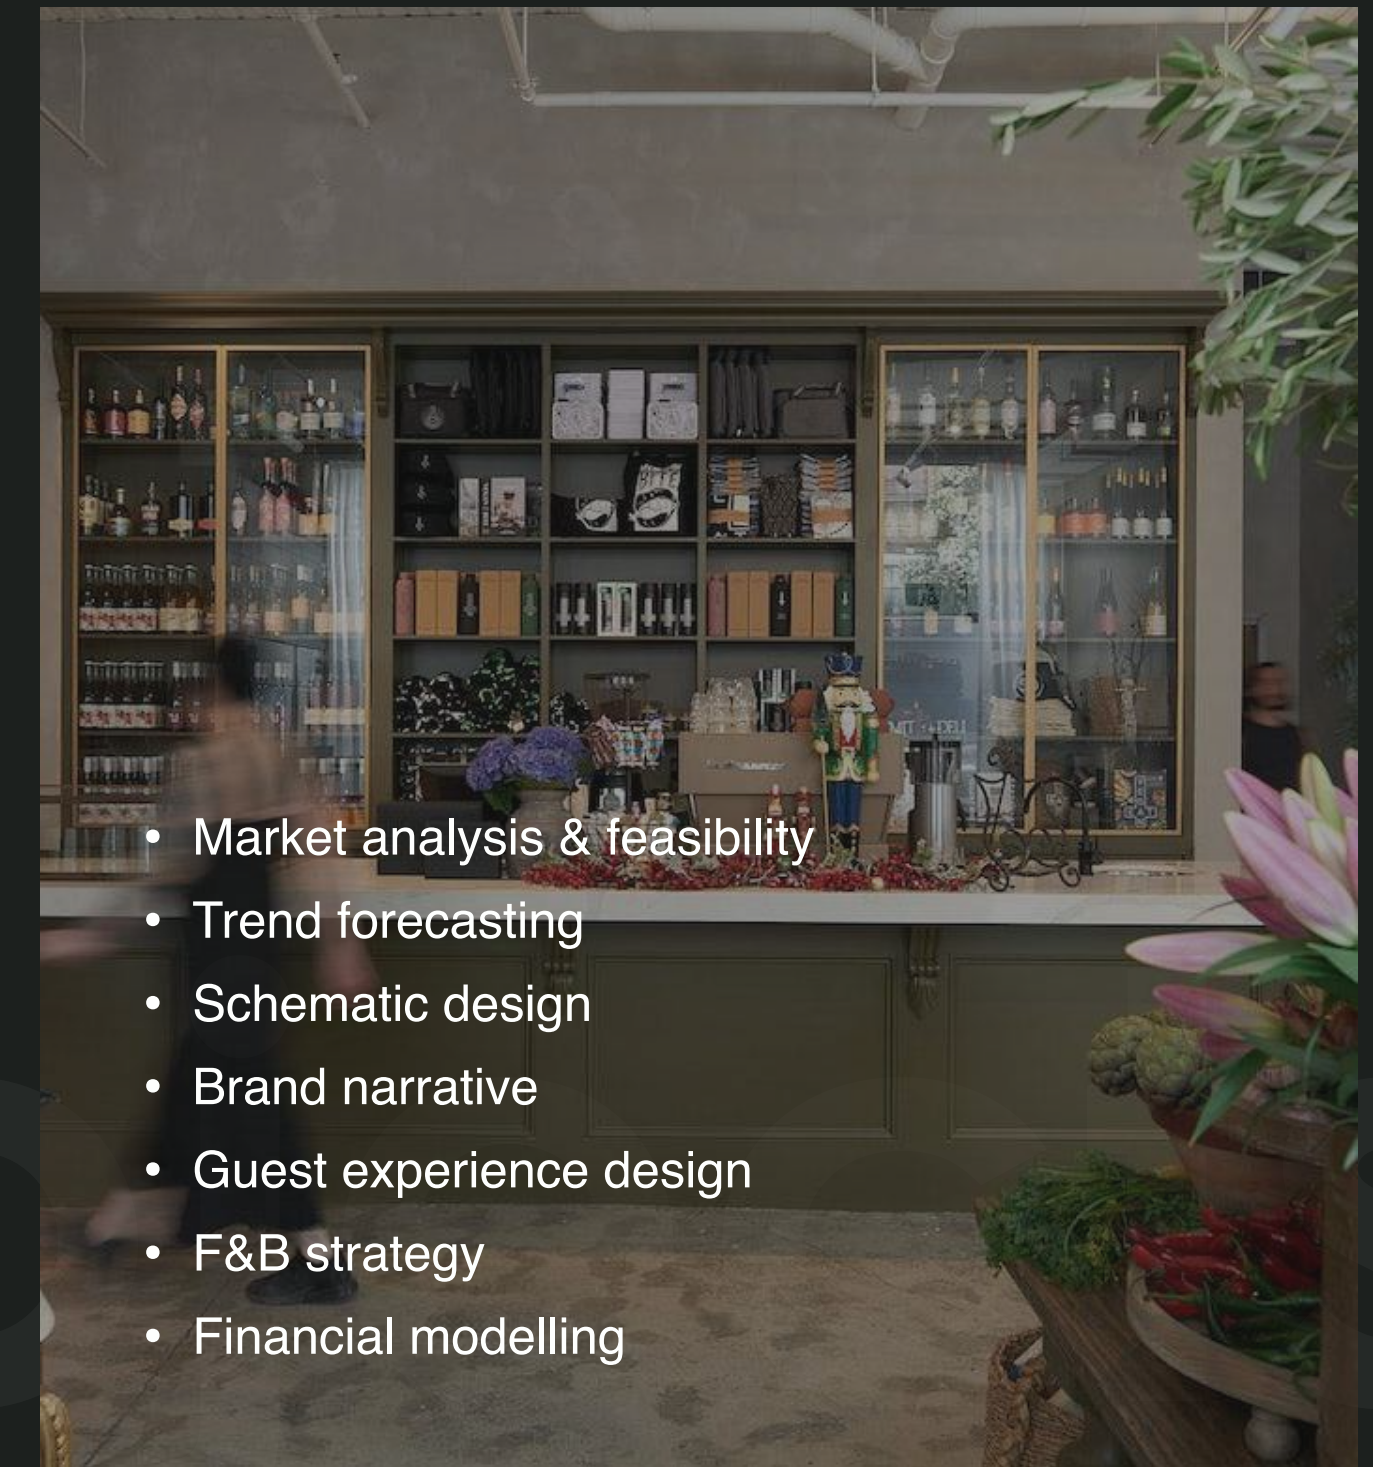 • Market analysis & feasibility
• Trend forecasting
• Schematic design
• Brand narrative
• Guest experience design
• F&B strategy
• Financial modelling